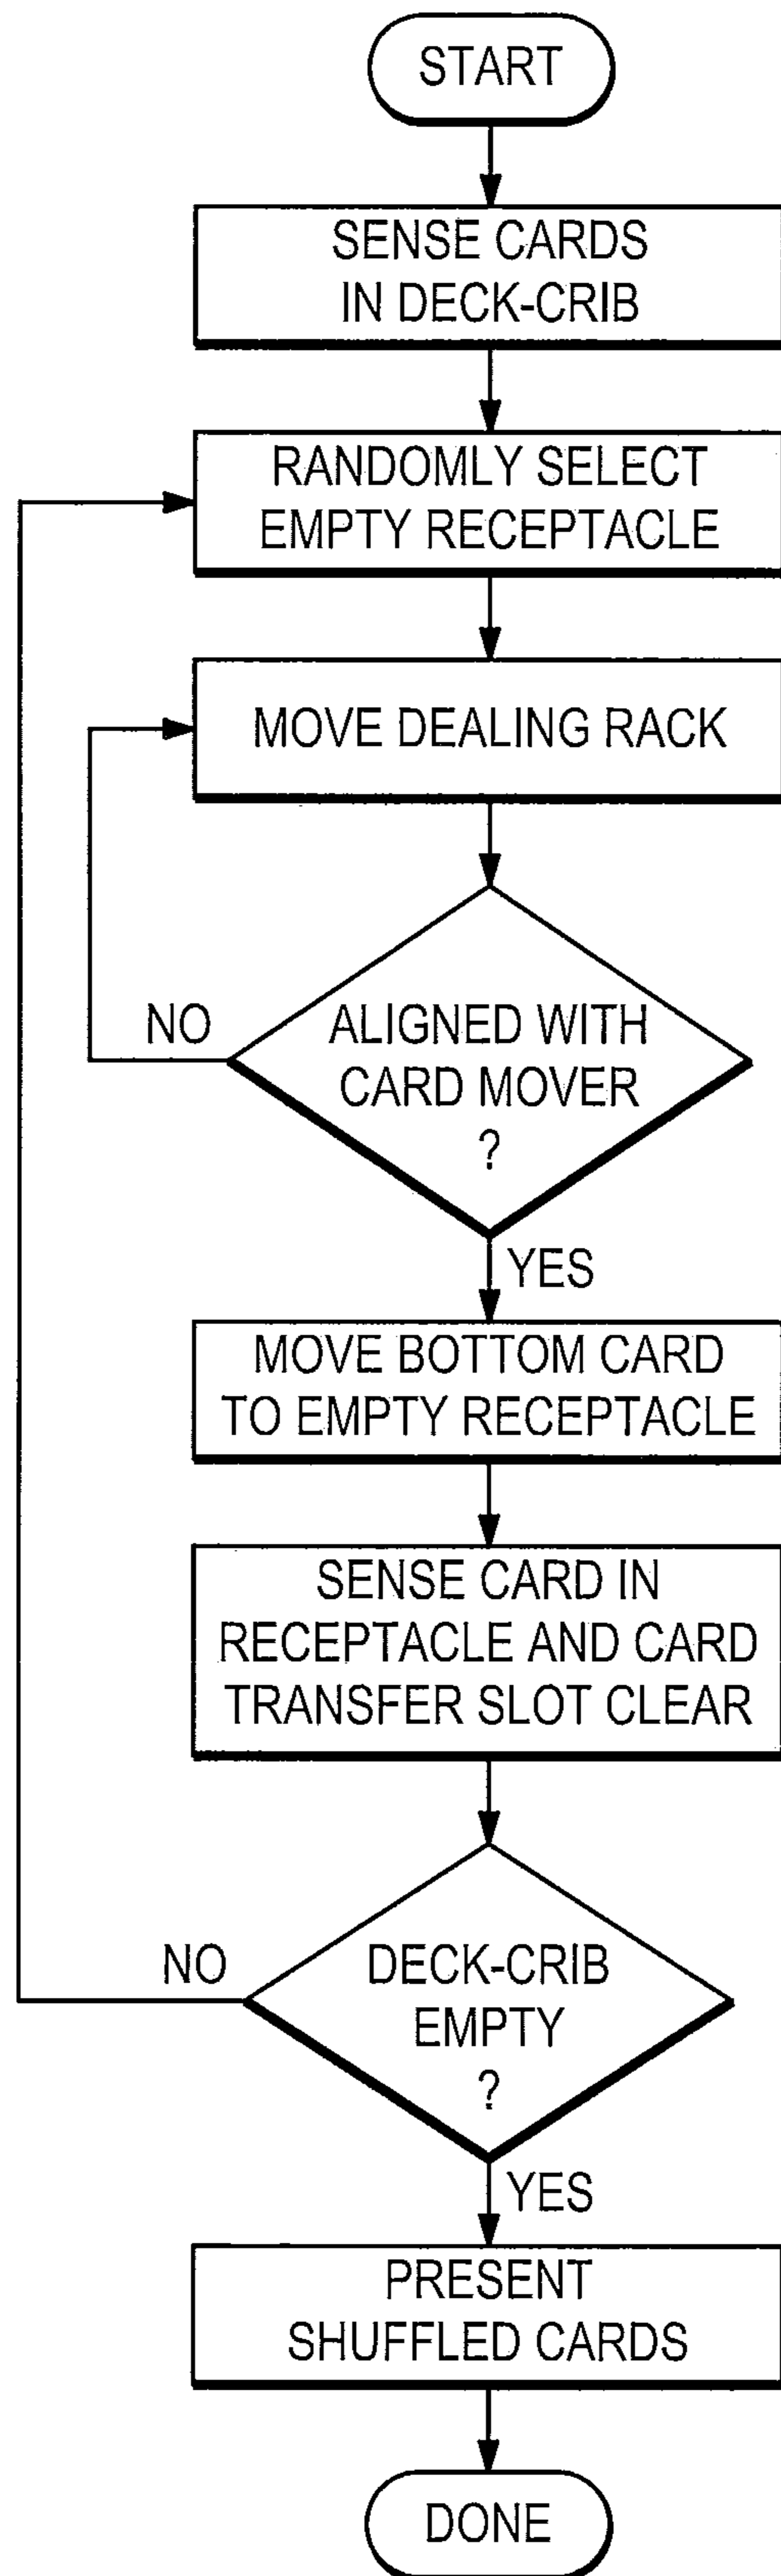 START
SENSE CARDS
IN DECK-CRIB
RANDOMLY SELECT
EMPTY RECEPTACLE
MOVE DEALING RACK
NO
ALIGNED WITH
CARD MOVER
?
YES
MOVE BOTTOM CARD
TO EMPTY RECEPTACLE
SENSE CARD IN
RECEPTACLE AND CARD
TRANSFER SLOT CLEAR
NO
DECK-CRIB
EMPTY
?
YES
PRESENT
SHUFFLED CARDS
DONE